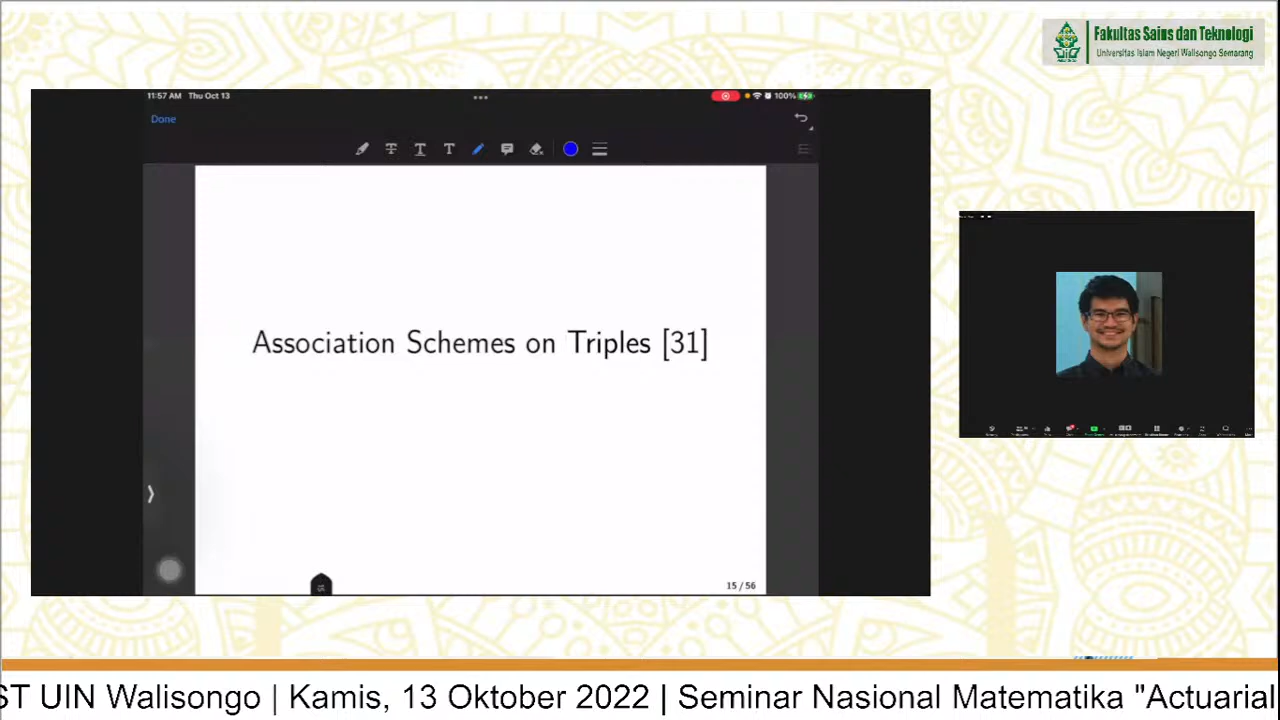 Fakultas Sains dan Teknologi
Universitas Islam Negeri Walisongo Semarang
11:57 AM Thu Oct 13
100%
Done
Association Schemes on Triples [31]
15 / 56
ST UIN Walisongo | Kamis, 13 Oktober 2022 | Seminar Nasional Matematika "Actuarial